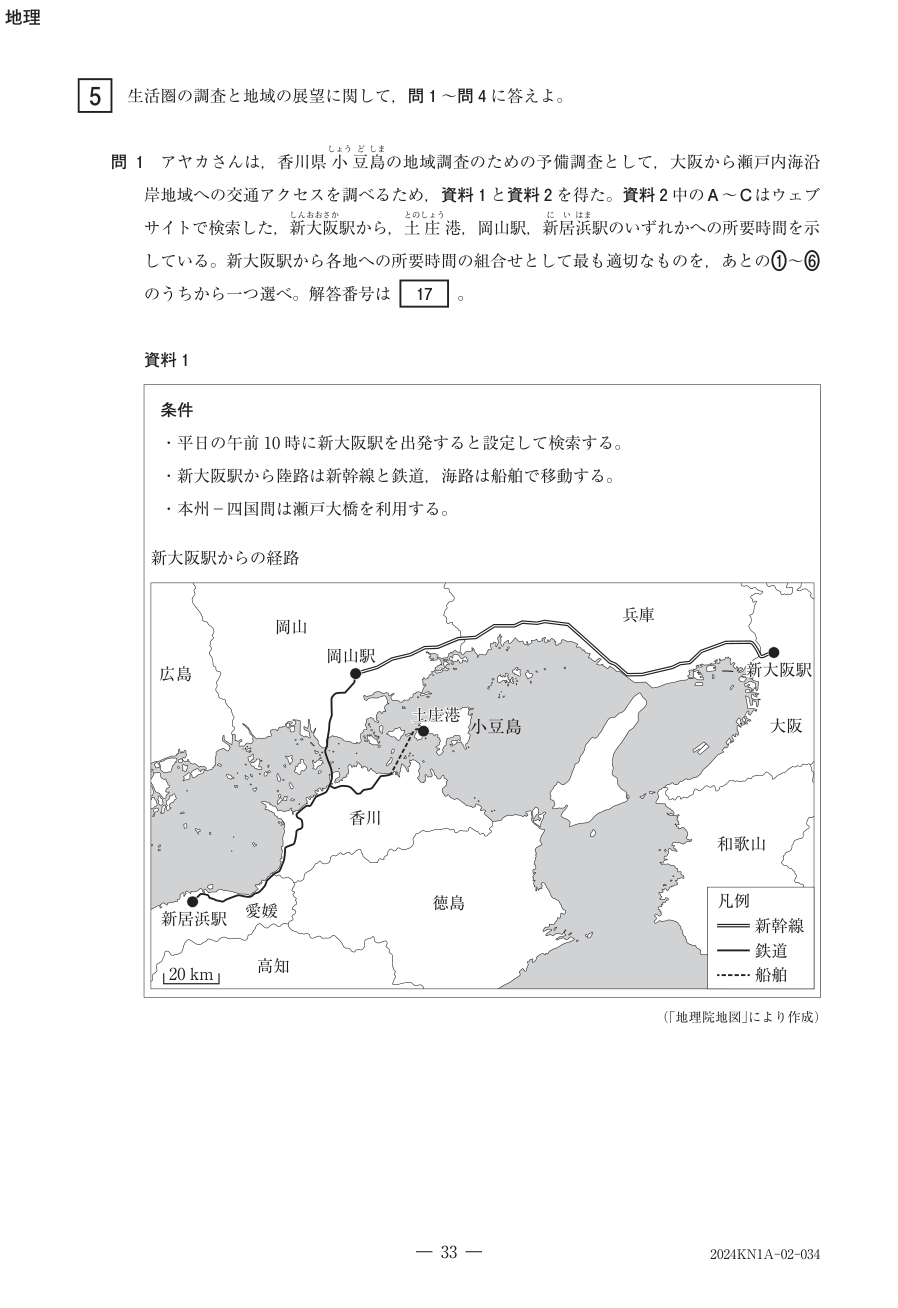 地理
5 生活圏の調査と地域の展望に関して，問1～問4に答えよ。
問1 アヤカさんは，香川県小豆島の地域調査のための予備調査として，大阪から瀬戸内海沿
しょうどしま
岸地域への交通アクセスを調べるため，資料1と資料2を得た。資料2中のA～Cはウェブ
サイトで検索した，新大阪駅から，土庄港，岡山駅，新居浜駅のいずれかへの所要時間を示
しんおおさか とのしょう にいはま
している。新大阪駅から各地への所要時間の組合せとして最も適切なものを，あとの①～⑥
のうちから一つ選べ。解答番号は 17 。
資料1
条件
・平日の午前10時に新大阪駅を出発すると設定して検索する。
・新大阪駅から陸路は新幹線と鉄道，海路は船舶で移動する。
・本州－四国間は瀬戸大橋を利用する。
新大阪駅からの経路
岡山
兵庫
岡山駅
広島
新大阪駅
土庄港
小豆島
大阪
香川
和歌山
徳島
愛媛
新居浜駅
高知
20 km
凡例
新幹線
鉄道
船舶
（「地理院地図」により作成）
― 33 ―
2024KN1A-02-034